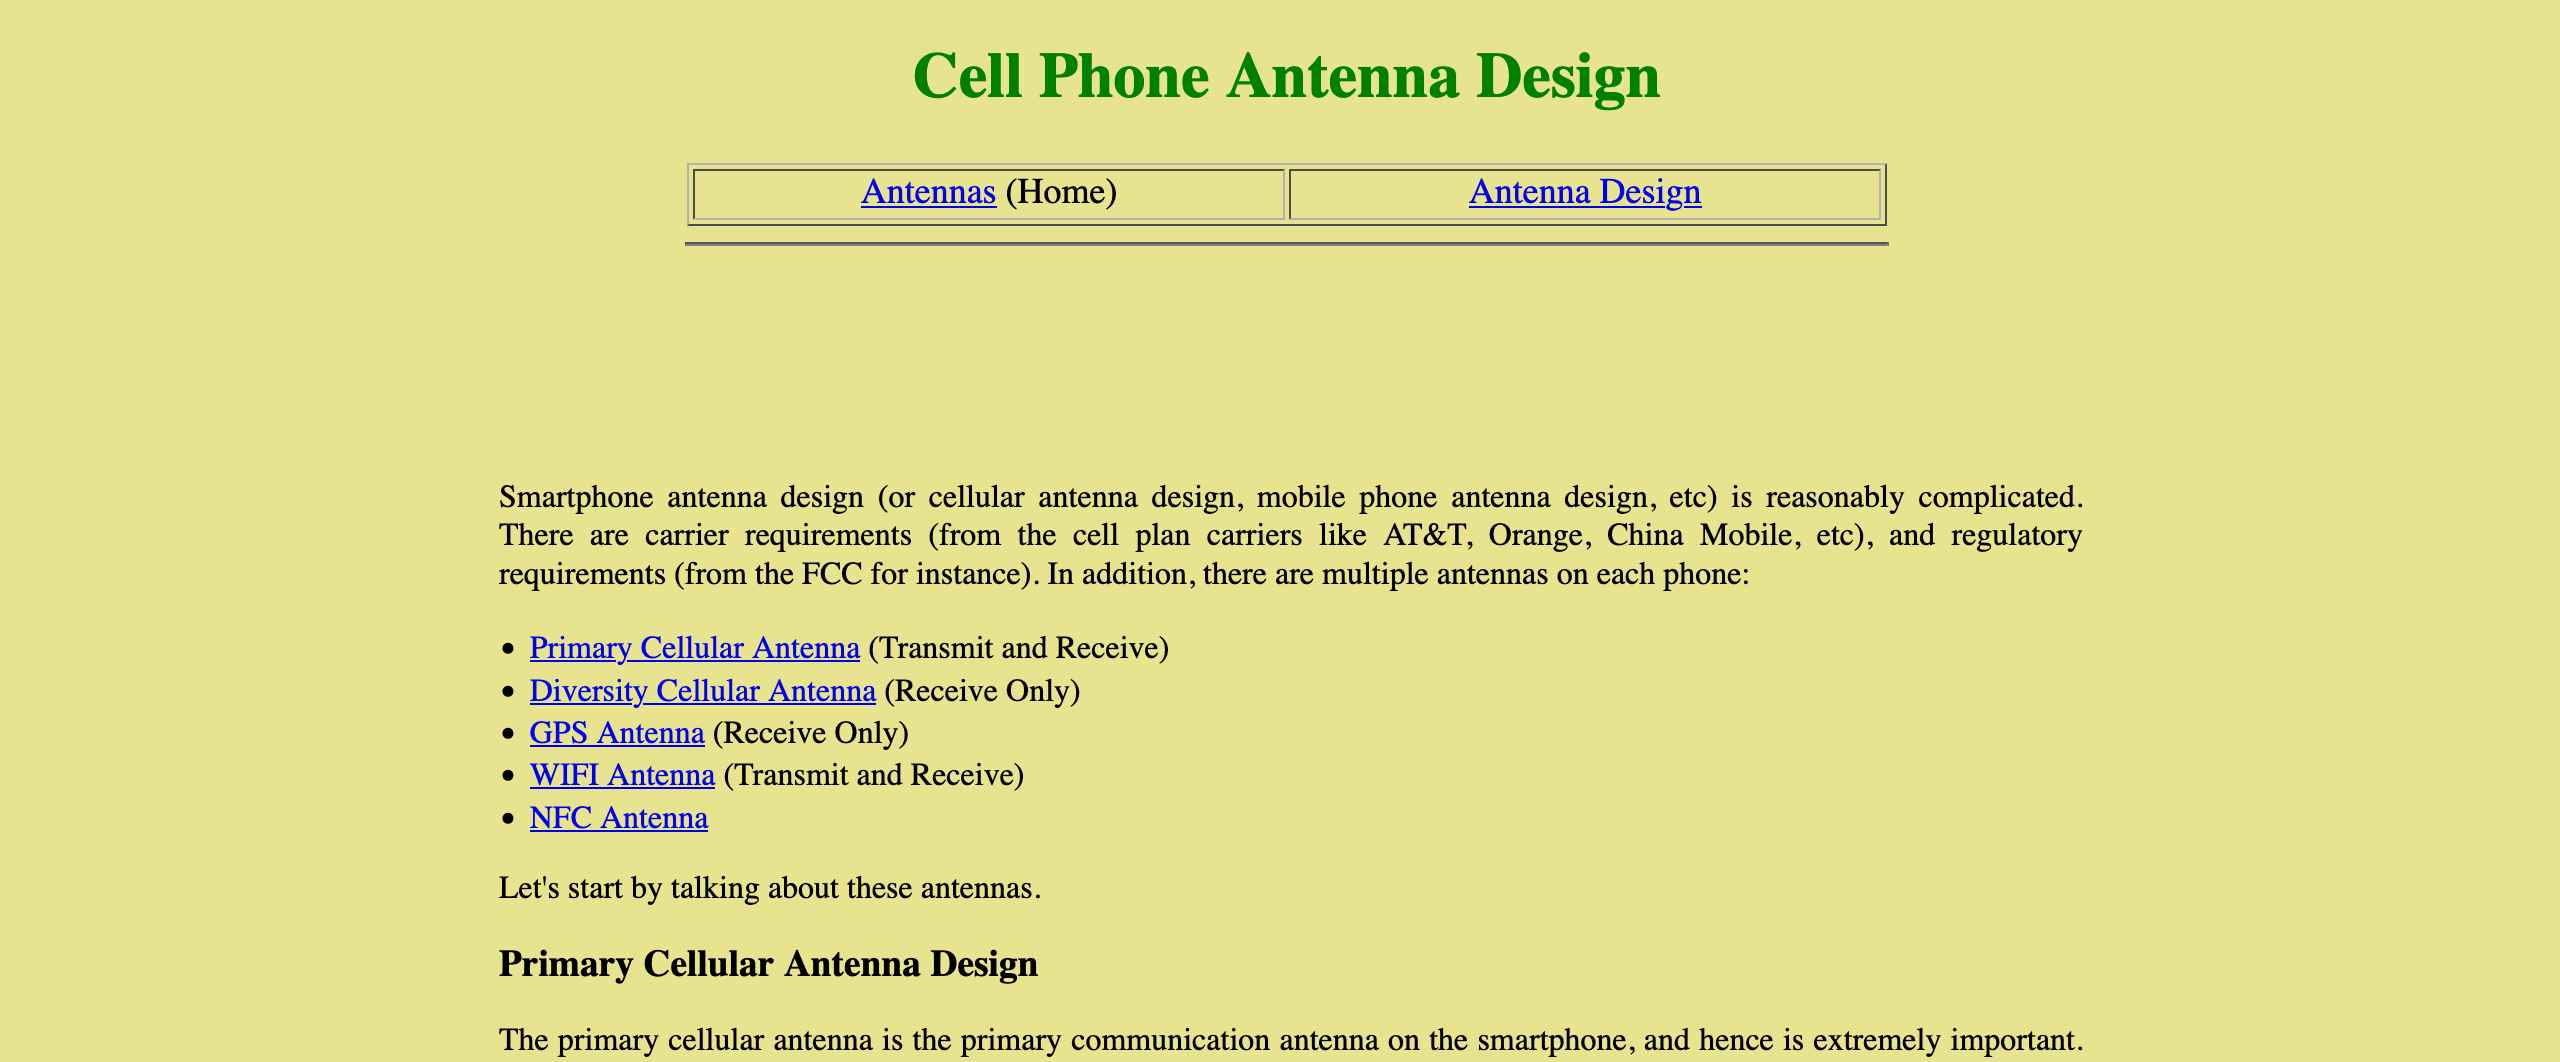 Cell Phone Antenna Design
Antennas (Home)
Antenna Design
Smartphone antenna design (or cellular antenna design, mobile phone antenna design, etc) is reasonably complicated.
There are carrier requirements (from the cell plan carriers like AT&T, Orange, China Mobile, etc), and regulatory
requirements (from the FCC for instance). In addition, there are multiple antennas on each phone:
• Primary Cellular Antenna (Transmit and Receive)
• Diversity Cellular Antenna (Receive Only)
• GPS Antenna (Receive Only)
• WIFI Antenna (Transmit and Receive)
• NFC Antenna
Let's start by talking about these antennas.
Primary Cellular Antenna Design
The primary cellular antenna is the primary communication antenna on the smartphone, and hence is extremely important.